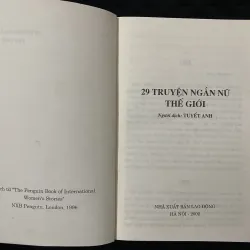 "The Penguin Book of International
Women's Stories"
NXB Penguin, London, 1996
29 TRUYỆN NGẮN NỮ
THẾ GIỚI
Người dịch: TUYẾT ANH
NHÀ XUẤT BẢN LAO ĐỘNG
HÀ NỘI -